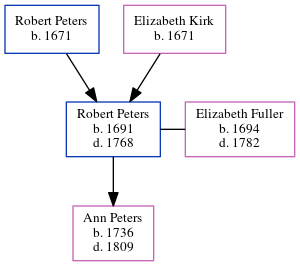 Robert Peters
b. 1671
Elizabeth Kirk
b. 1671
Robert Peters
b. 1691
d. 1768
Elizabeth Fuller
b. 1694
d. 1782
Ann Peters
b. 1736
d. 1809